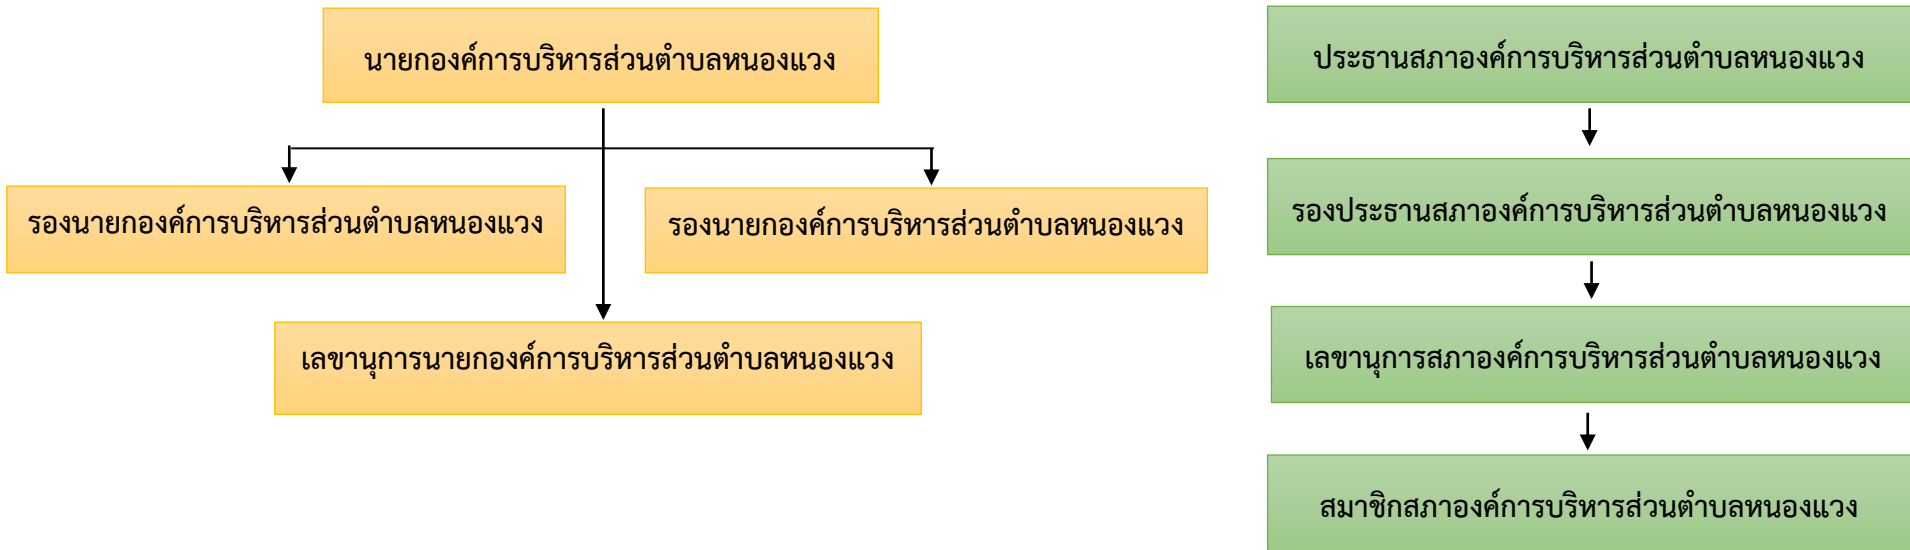 นายกองค์การบริหารส่วนตำบลหนองแวง
รองนายกองค์การบริหารส่วนตำบลหนองแวง
รองนายกองค์การบริหารส่วนตำบลหนองแวง
เลขานุการนายกองค์การบริหารส่วนตำบลหนองแวง
ประธานสภาองค์การบริหารส่วนตำบลหนองแวง
รองประธานสภาองค์การบริหารส่วนตำบลหนองแวง
เลขานุการสภาองค์การบริหารส่วนตำบลหนองแวง
สมาชิกสภาองค์การบริหารส่วนตำบลหนองแวง